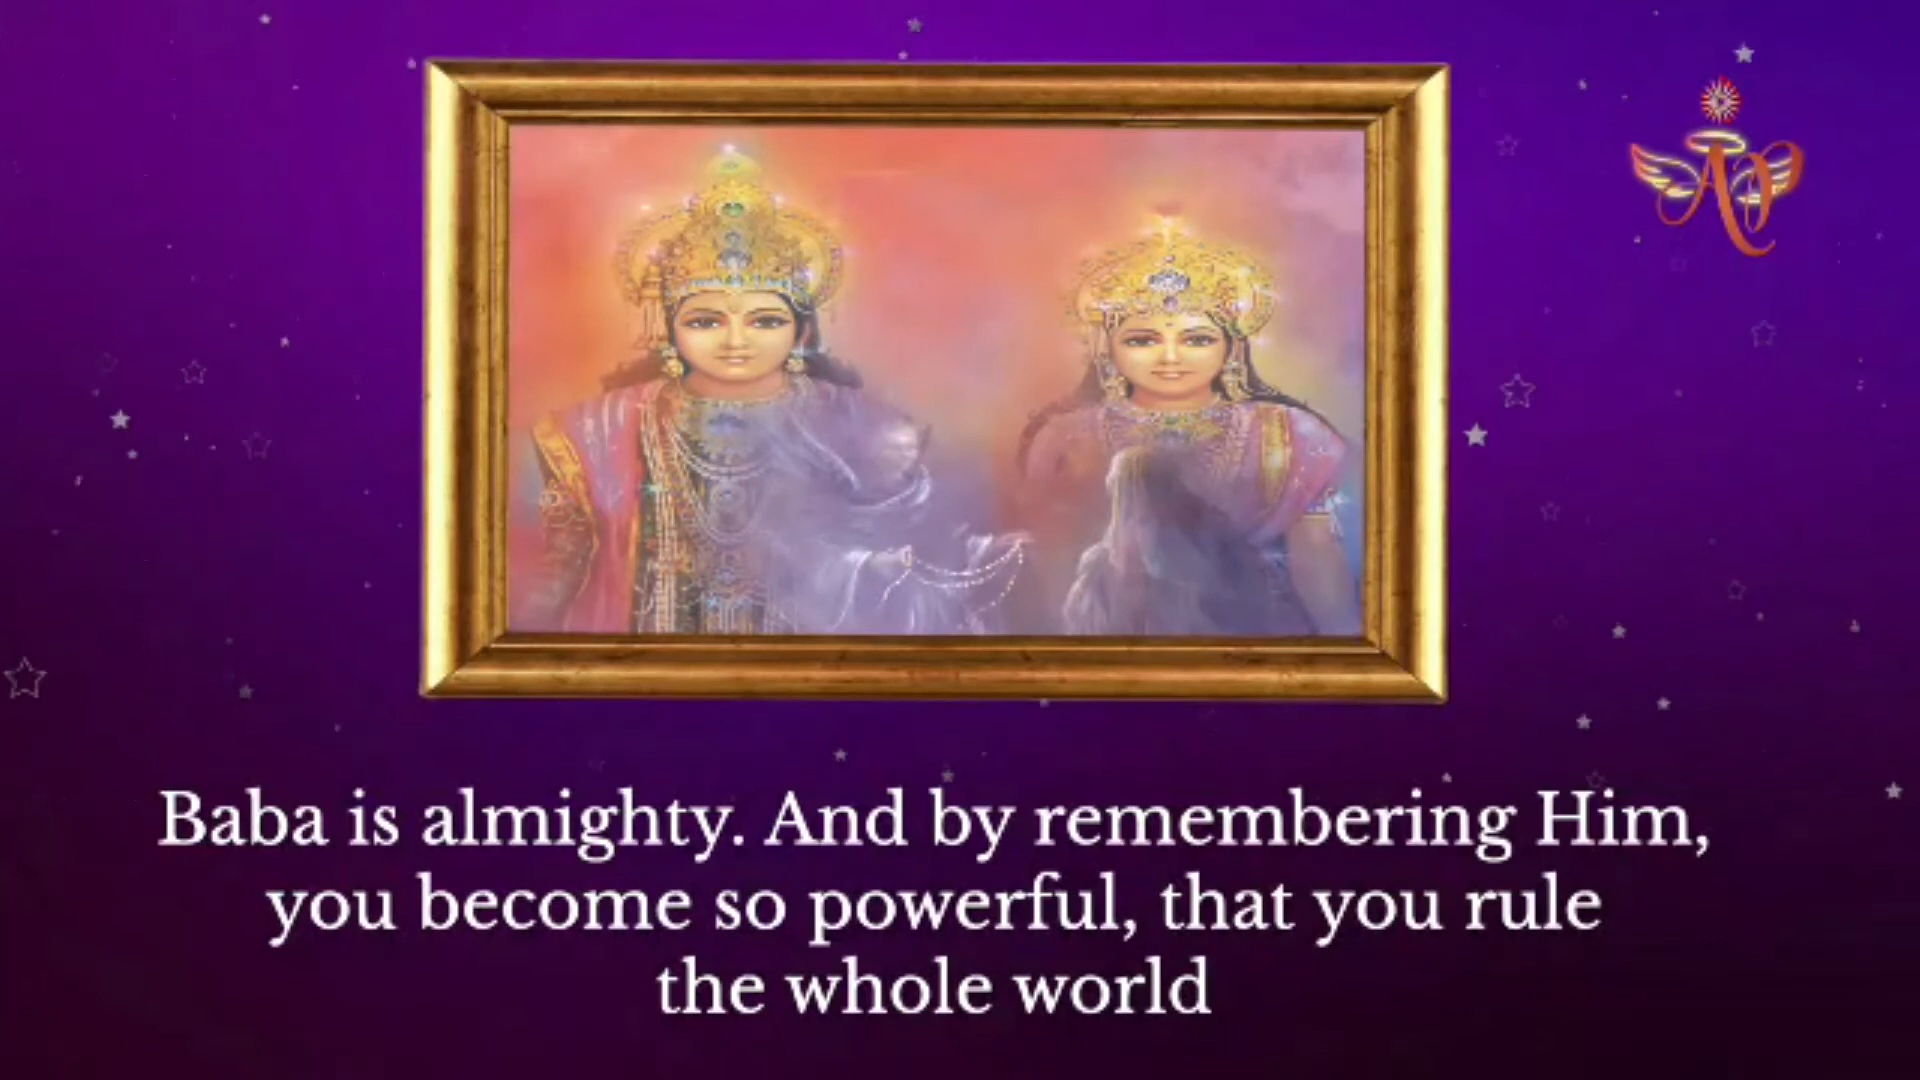 Baba is almighty. And by remembering Him,
you become so powerful, that you rule
the whole world